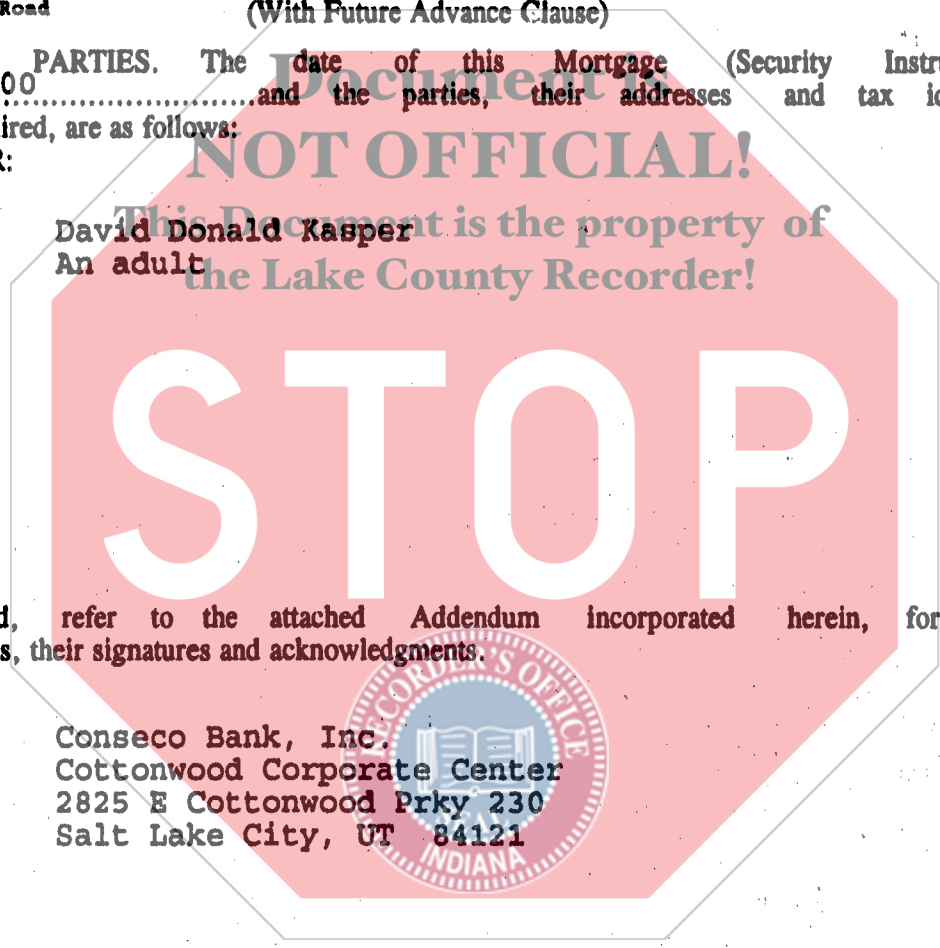 Road
(With Future Advance Clause)
PARTIES. The date of this Mortgage (Security Instr
00 and the parties, their addresses and tax id
ired, are as follows:
R:
Document is
NOT OFFICIAL!
This Document is the property of
the Lake County Recorder!
David Donald Kasper
An adult
STOP
d, refer to the attached Addendum incorporated herein, for
s, their signatures and acknowledgments.
Conseco Bank, Inc.
Cottonwood Corporate Center
2825 E Cottonwood Prky 230
Salt Lake City, UT 84121
RECORDER'S OFFICE
SEAL
INDIANA